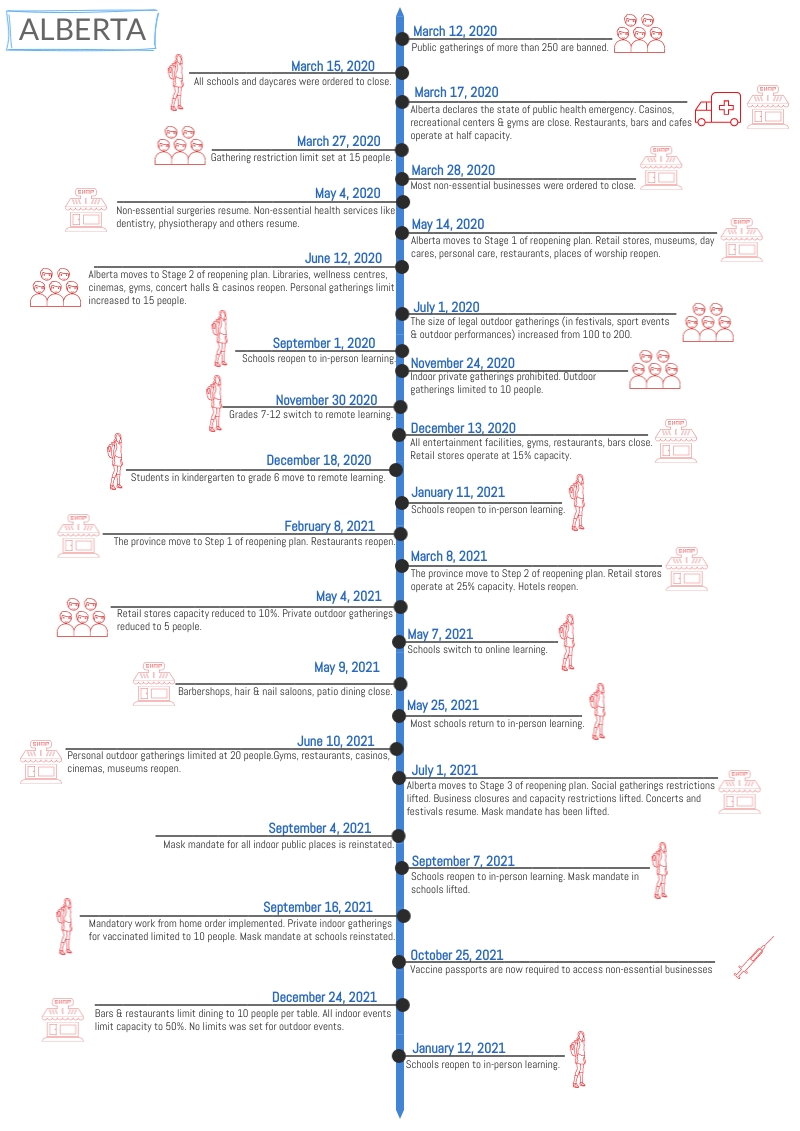 ALBERTA
March 12, 2020
Public gatherings of more than 250 are banned.
March 15, 2020
All schools and daycares were ordered to close.
March 17, 2020
Alberta declares the state of public health emergency. Casinos,
recreational centers & gyms are close. Restaurants, bars and cafes
operate at half capacity.
SHOP
March 27, 2020
Gathering restriction limit set at 15 people.
March 28, 2020
Most non-essential businesses were ordered to close.
SHOP
May 4, 2020
Non-essential surgeries resume. Non-essential health services like
dentistry, physiotherapy and others resume.
SHOP
May 14, 2020
Alberta moves to Stage 1 of reopening plan. Retail stores, museums, day
cares, personal care, restaurants, places of worship reopen.
SHOP
June 12, 2020
Alberta moves to Stage 2 of reopening plan. Libraries, wellness centres,
cinemas, gyms, concert halls & casinos reopen. Personal gatherings limit
increased to 15 people.
July 1, 2020
The size of legal outdoor gatherings (in festivals, sport events
& outdoor performances) increased from 100 to 200.
September 1, 2020
Schools reopen to in-person learning.
November 24, 2020
Indoor private gatherings prohibited. Outdoor
gatherings limited to 10 people.
November 30 2020
Grades 7-12 switch to remote learning.
December 13, 2020
All entertainment facilities, gyms, restaurants, bars close.
Retail stores operate at 15% capacity.
SHOP
December 18, 2020
Students in kindergarten to grade 6 move to remote learning.
January 11, 2021
Schools reopen to in-person learning.
February 8, 2021
The province move to Step 1 of reopening plan. Restaurants reopen.
SHOP
March 8, 2021
The province move to Step 2 of reopening plan. Retail stores
operate at 25% capacity. Hotels reopen.
SHOP
May 4, 2021
Retail stores capacity reduced to 10%. Private outdoor gatherings
reduced to 5 people.
May 7, 2021
Schools switch to online learning.
May 9, 2021
Barbershops, hair & nail saloons, patio dining close.
SHOP
May 25, 2021
Most schools return to in-person learning.
June 10, 2021
Personal outdoor gatherings limited at 20 people.Gyms, restaurants, casinos,
cinemas, museums reopen.
SHOP
July 1, 2021
Alberta moves to Stage 3 of reopening plan. Social gatherings restrictions
lifted. Business closures and capacity restrictions lifted. Concerts and
festivals resume. Mask mandate has been lifted.
SHOP
September 4, 2021
Mask mandate for all indoor public places is reinstated.
September 7, 2021
Schools reopen to in-person learning. Mask mandate in
schools lifted.
September 16, 2021
Mandatory work from home order implemented. Private indoor gatherings
for vaccinated limited to 10 people. Mask mandate at schools reinstated.
October 25, 2021
Vaccine passports are now required to access non-essential businesses
December 24, 2021
Bars & restaurants limit dining to 10 people per table. All indoor events
limit capacity to 50%. No limits was set for outdoor events.
SHOP
January 12, 2021
Schools reopen to in-person learning.